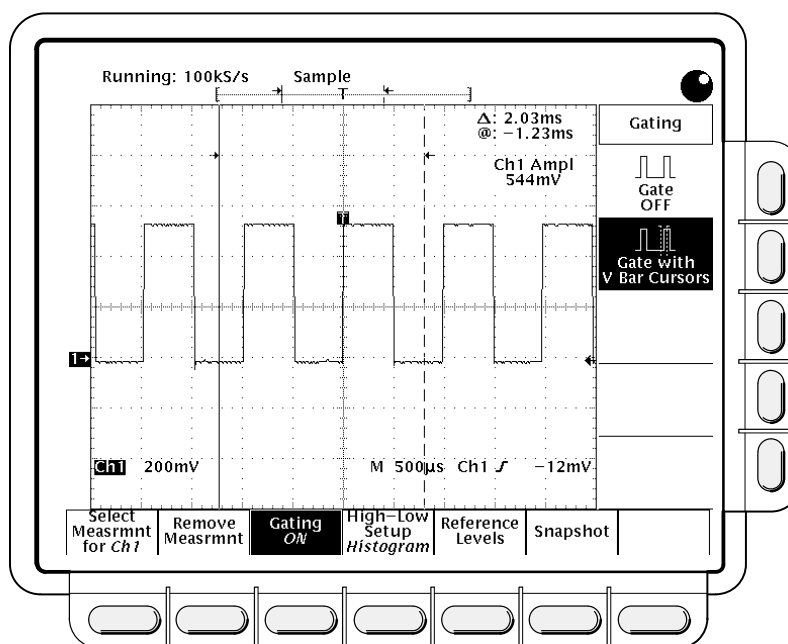 Running: 100kS/s Sample
T
Δ: 2.03ms
@: −1.23ms
Ch1 Ampl
544mV
T
1→
Ch1 200mV M 500µs Ch1 −12mV
Gating
Gate
OFF
Gate with
V Bar Cursors
Select
Measrmnt
for Ch1
Remove
Measrmnt
Gating
ON
High−Low
Setup
Histogram
Reference
Levels
Snapshot